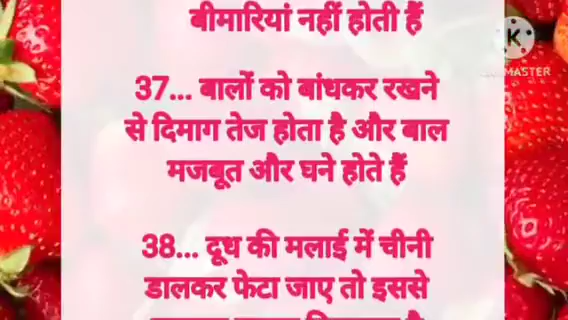 बीमारियां नहीं होती हैं
37... बालों को बांधकर रखने
से दिमाग तेज होता है और बाल
मजबूत और घने होते हैं
38... दूध की मलाई में चीनी
डालकर फेटा जाए तो इससे
K
MASTER